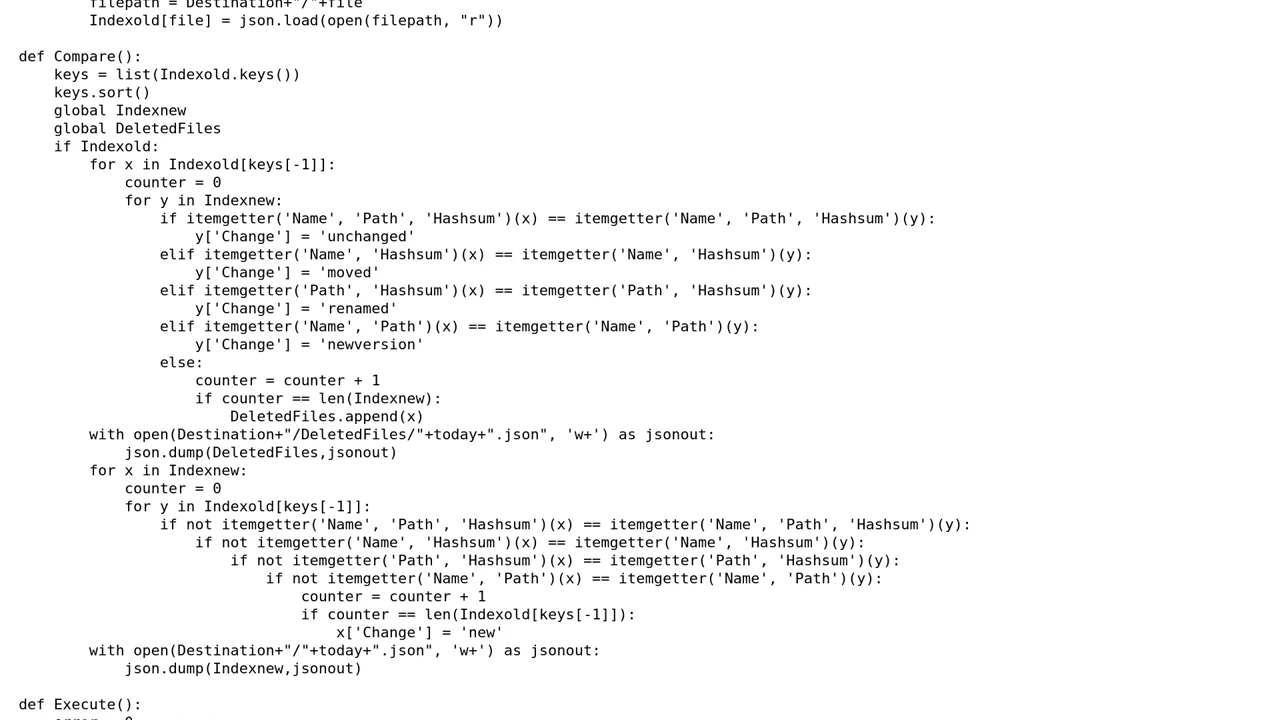 filepath = Destination+"/"+file
        Indexold[file] = json.load(open(filepath, "r"))

def Compare():
    keys = list(Indexold.keys())
    keys.sort()
    global Indexnew
    global DeletedFiles
    if Indexold:
        for x in Indexold[keys[-1]]:
            counter = 0
            for y in Indexnew:
                if itemgetter('Name', 'Path', 'Hashsum')(x) == itemgetter('Name', 'Path', 'Hashsum')(y):
                    y['Change'] = 'unchanged'
                elif itemgetter('Name', 'Hashsum')(x) == itemgetter('Name', 'Hashsum')(y):
                    y['Change'] = 'moved'
                elif itemgetter('Path', 'Hashsum')(x) == itemgetter('Path', 'Hashsum')(y):
                    y['Change'] = 'renamed'
                elif itemgetter('Name', 'Path')(x) == itemgetter('Name', 'Path')(y):
                    y['Change'] = 'newversion'
                else:
                    counter = counter + 1
                    if counter == len(Indexnew):
                        DeletedFiles.append(x)
        with open(Destination+"/DeletedFiles/"+today+".json", 'w+') as jsonout:
            json.dump(DeletedFiles,jsonout)
        for x in Indexnew:
            counter = 0
            for y in Indexold[keys[-1]]:
                if not itemgetter('Name', 'Path', 'Hashsum')(x) == itemgetter('Name', 'Path', 'Hashsum')(y):
                    if not itemgetter('Name', 'Hashsum')(x) == itemgetter('Name', 'Hashsum')(y):
                        if not itemgetter('Path', 'Hashsum')(x) == itemgetter('Path', 'Hashsum')(y):
                            if not itemgetter('Name', 'Path')(x) == itemgetter('Name', 'Path')(y):
                                counter = counter + 1
                                if counter == len(Indexold[keys[-1]]):
                                    x['Change'] = 'new'
        with open(Destination+"/"+today+".json", 'w+') as jsonout:
            json.dump(Indexnew,jsonout)

def Execute():